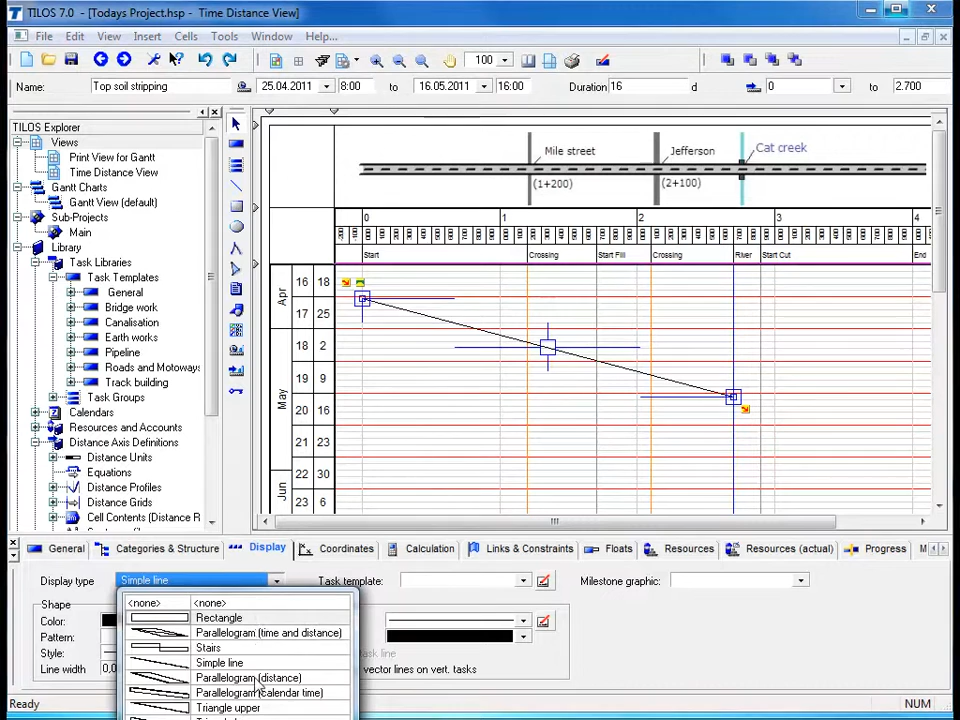 TILOS 7.0 - [Todays Project.hsp - Time Distance View]
File Edit View Insert Cells Tools Window Help...
100
Name: Top soil stripping 25.04.2011 8:00 to 16.05.2011 16:00 Duration 16 d 0 to 2.700
TILOS Explorer
Views
Print View for Gantt
Time Distance View
Gantt Charts
Gantt View (default)
Sub-Projects
Main
Library
Task Libraries
Task Templates
General
Bridge work
Canalisation
Earth works
Pipeline
Roads and Motoways
Track building
Task Groups
Calendars
Resources and Accounts
Distance Axis Definitions
Distance Units
Equations
Distance Profiles
Distance Grids
Cell Contents (Distance R
Mile street Jefferson Cat creek
(1+200) (2+100)
0 1 2 3 4
Start Crossing Start Fill Crossing River Start Cut End
Apr 16 18
17 25
18 2
May 19 9
20 16
21 23
22 30
Jun 23 6
General Categories & Structure Display Coordinates Calculation Links & Constraints Floats Resources Resources (actual) Progress M
Display type Simple line Task template: Milestone graphic:
Shape
Color:
Pattern:
Style:
Line width 0,0
task line
vector lines on vert. tasks
<none> <none>
Rectangle
Parallelogram (time and distance)
Stairs
Simple line
Parallelogram (distance)
Parallelogram (calendar time)
Triangle upper
Ready NUM